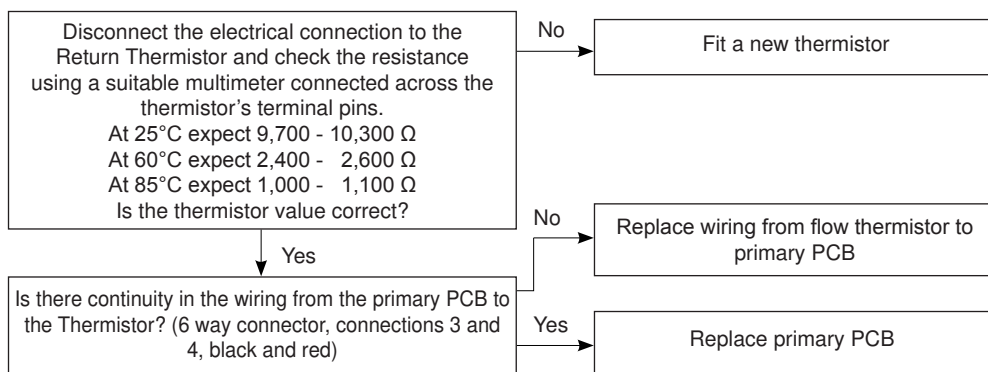 Disconnect the electrical connection to the
Return Thermistor and check the resistance
using a suitable multimeter connected across the
thermistor's terminal pins.
At 25°C expect 9,700 - 10,300 Ω
At 60°C expect 2,400 - 2,600 Ω
At 85°C expect 1,000 - 1,100 Ω
Is the thermistor value correct?
No
Fit a new thermistor
Yes
Is there continuity in the wiring from the primary PCB to
the Thermistor? (6 way connector, connections 3 and
4, black and red)
No
Replace wiring from flow thermistor to
primary PCB
Yes
Replace primary PCB